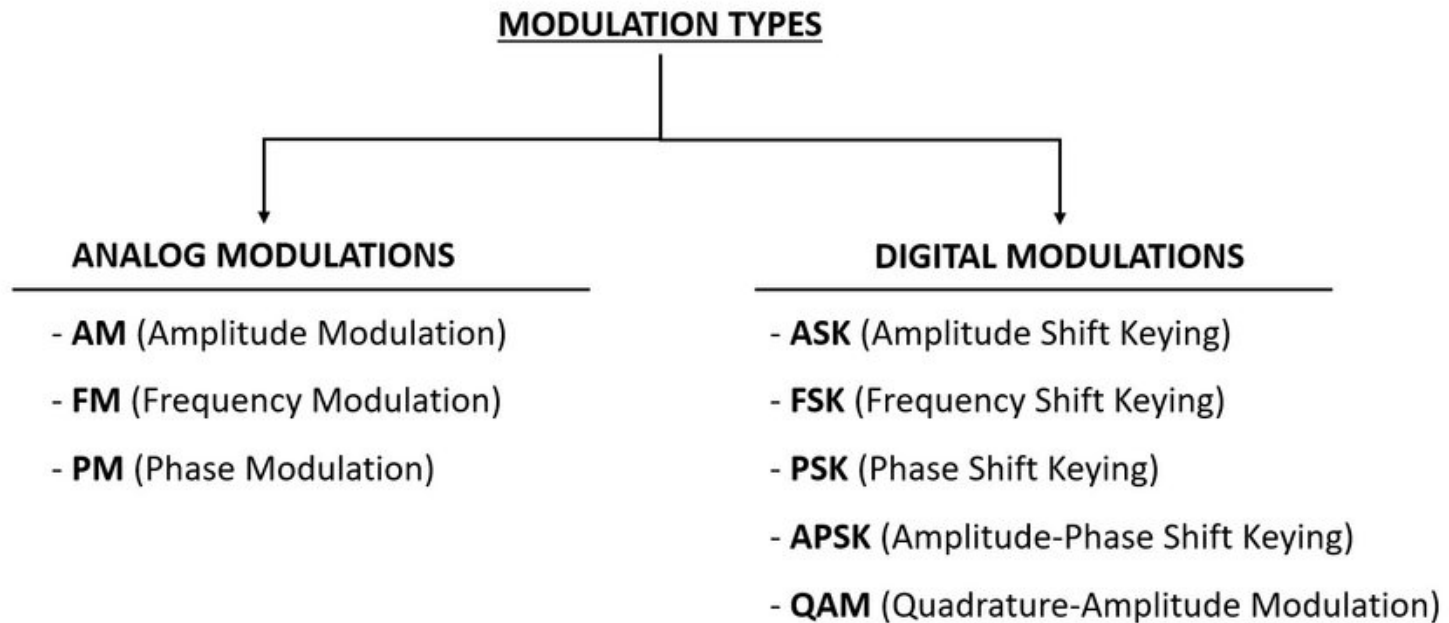 MODULATION TYPES
ANALOG MODULATIONS
- AM (Amplitude Modulation)
- FM (Frequency Modulation)
- PM (Phase Modulation)
DIGITAL MODULATIONS
- ASK (Amplitude Shift Keying)
- FSK (Frequency Shift Keying)
- PSK (Phase Shift Keying)
- APSK (Amplitude-Phase Shift Keying)
- QAM (Quadrature-Amplitude Modulation)